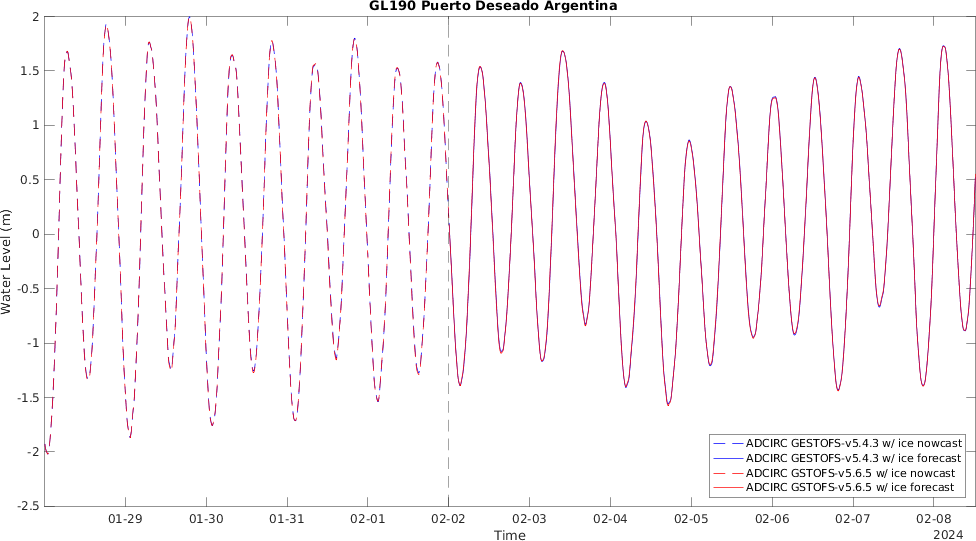 GL190 Puerto Deseado Argentina
2
1.5
1
0.5
0
-0.5
-1
-1.5
-2
-2.5
Water Level (m)
ADCIRC GESTOFS-v5.4.3 w/ ice nowcast
ADCIRC GESTOFS-v5.4.3 w/ ice forecast
ADCIRC GSTOFS-v5.6.5 w/ ice nowcast
ADCIRC GSTOFS-v5.6.5 w/ ice forecast
01-29 01-30 01-31 02-01 02-02 02-03 02-04 02-05 02-06 02-07 02-08
Time
2024